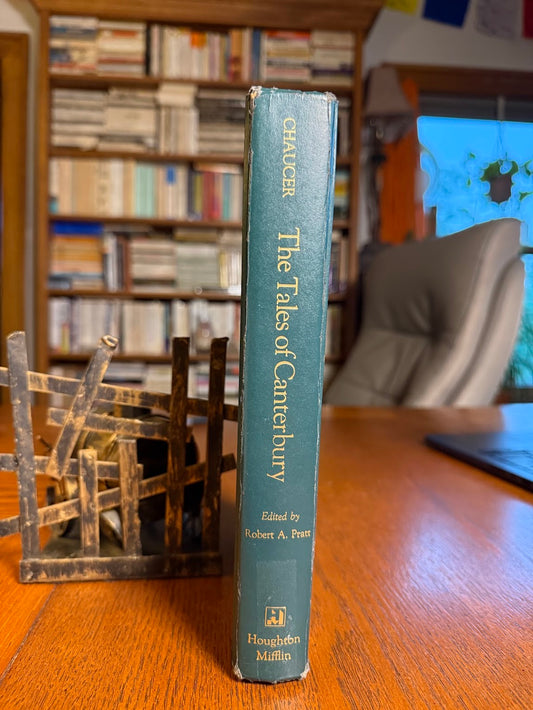 CHAUCER
The Tales of Canterbury
Edited by
Robert A. Pratt
Houghton
Mifflin